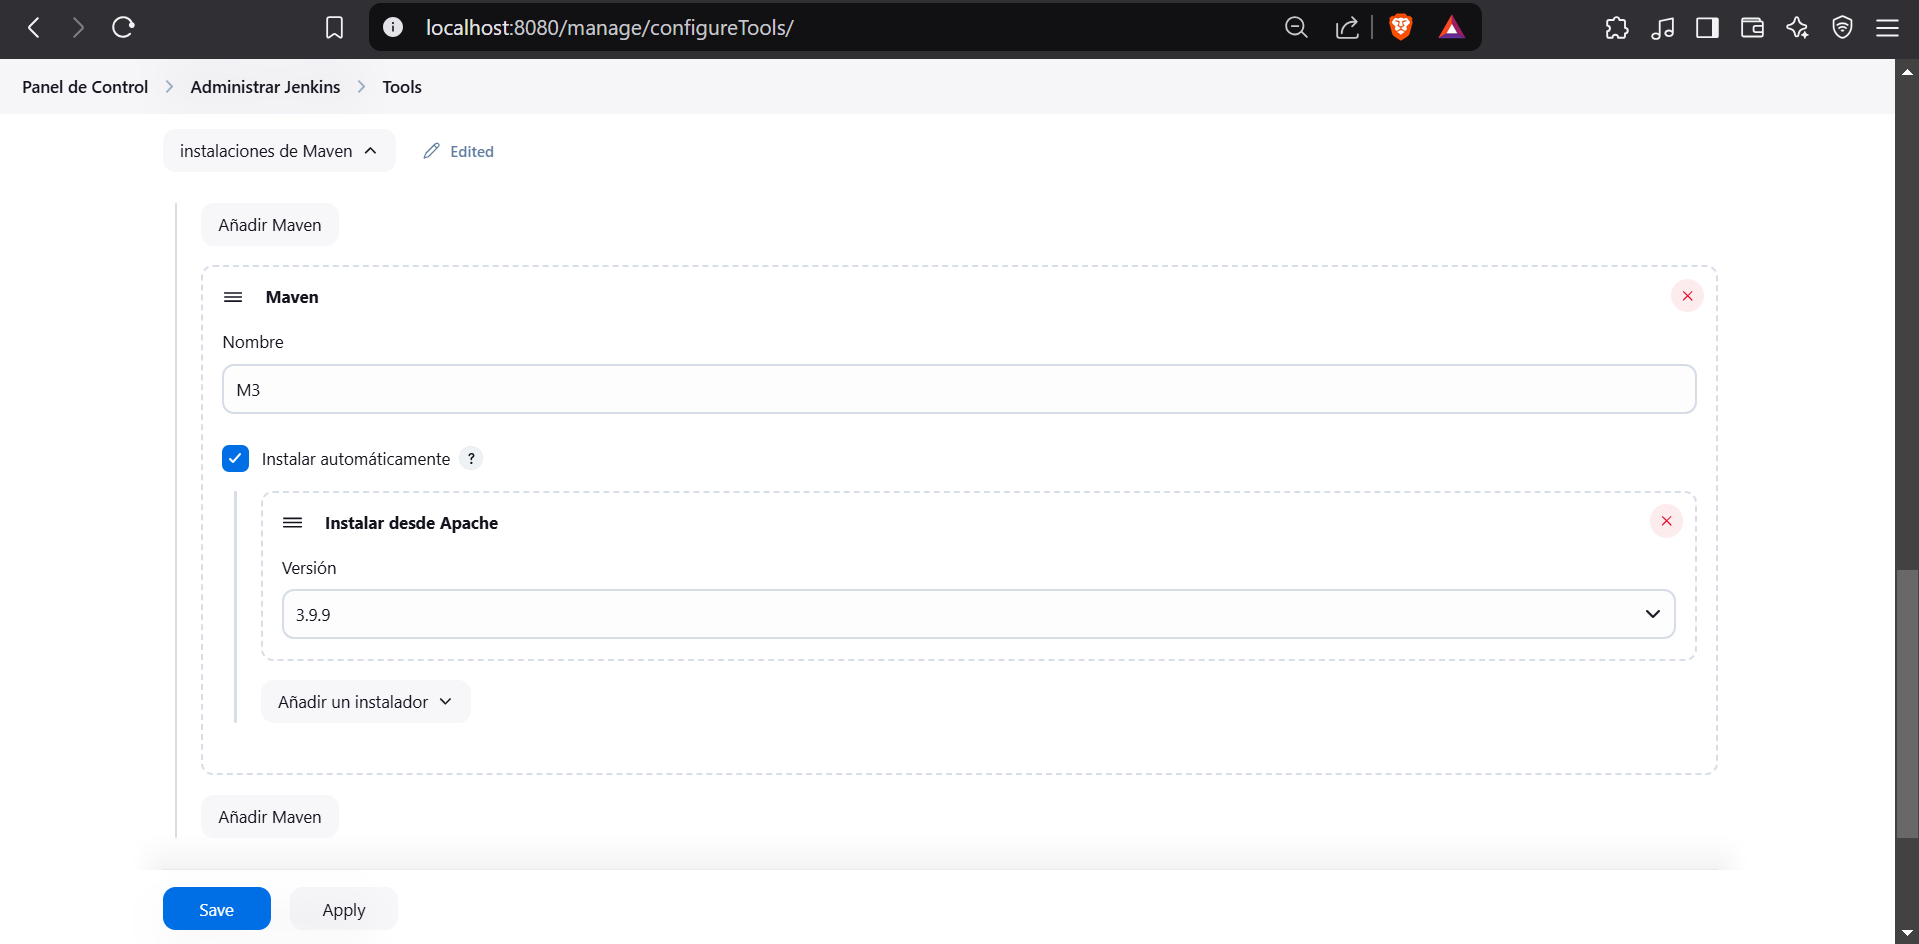 localhost:8080/manage/configureTools/
Panel de Control > Administrar Jenkins > Tools
instalaciones de Maven Edited
Añadir Maven
Maven
Nombre
M3
Instalar automáticamente ?
Instalar desde Apache
Versión
3.9.9
Añadir un instalador
Añadir Maven
Save Apply